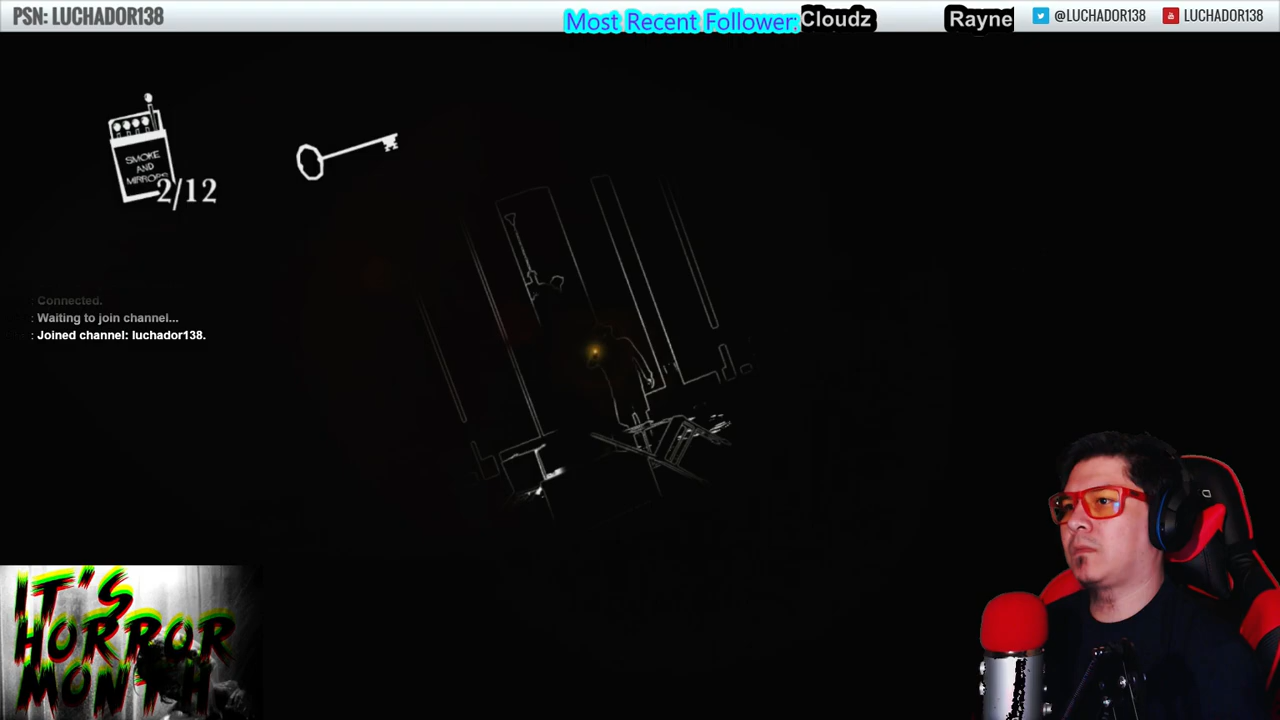 PSN: LUCHADOR138
Most Recent Follower: Cloudz Rayne
@LUCHADOR138
LUCHADOR138
SMOKE
AND
MIRRORS
2/12
: Connected.
: Waiting to join channel...
: Joined channel: luchador138.
IT'S
HORROR
MONTH